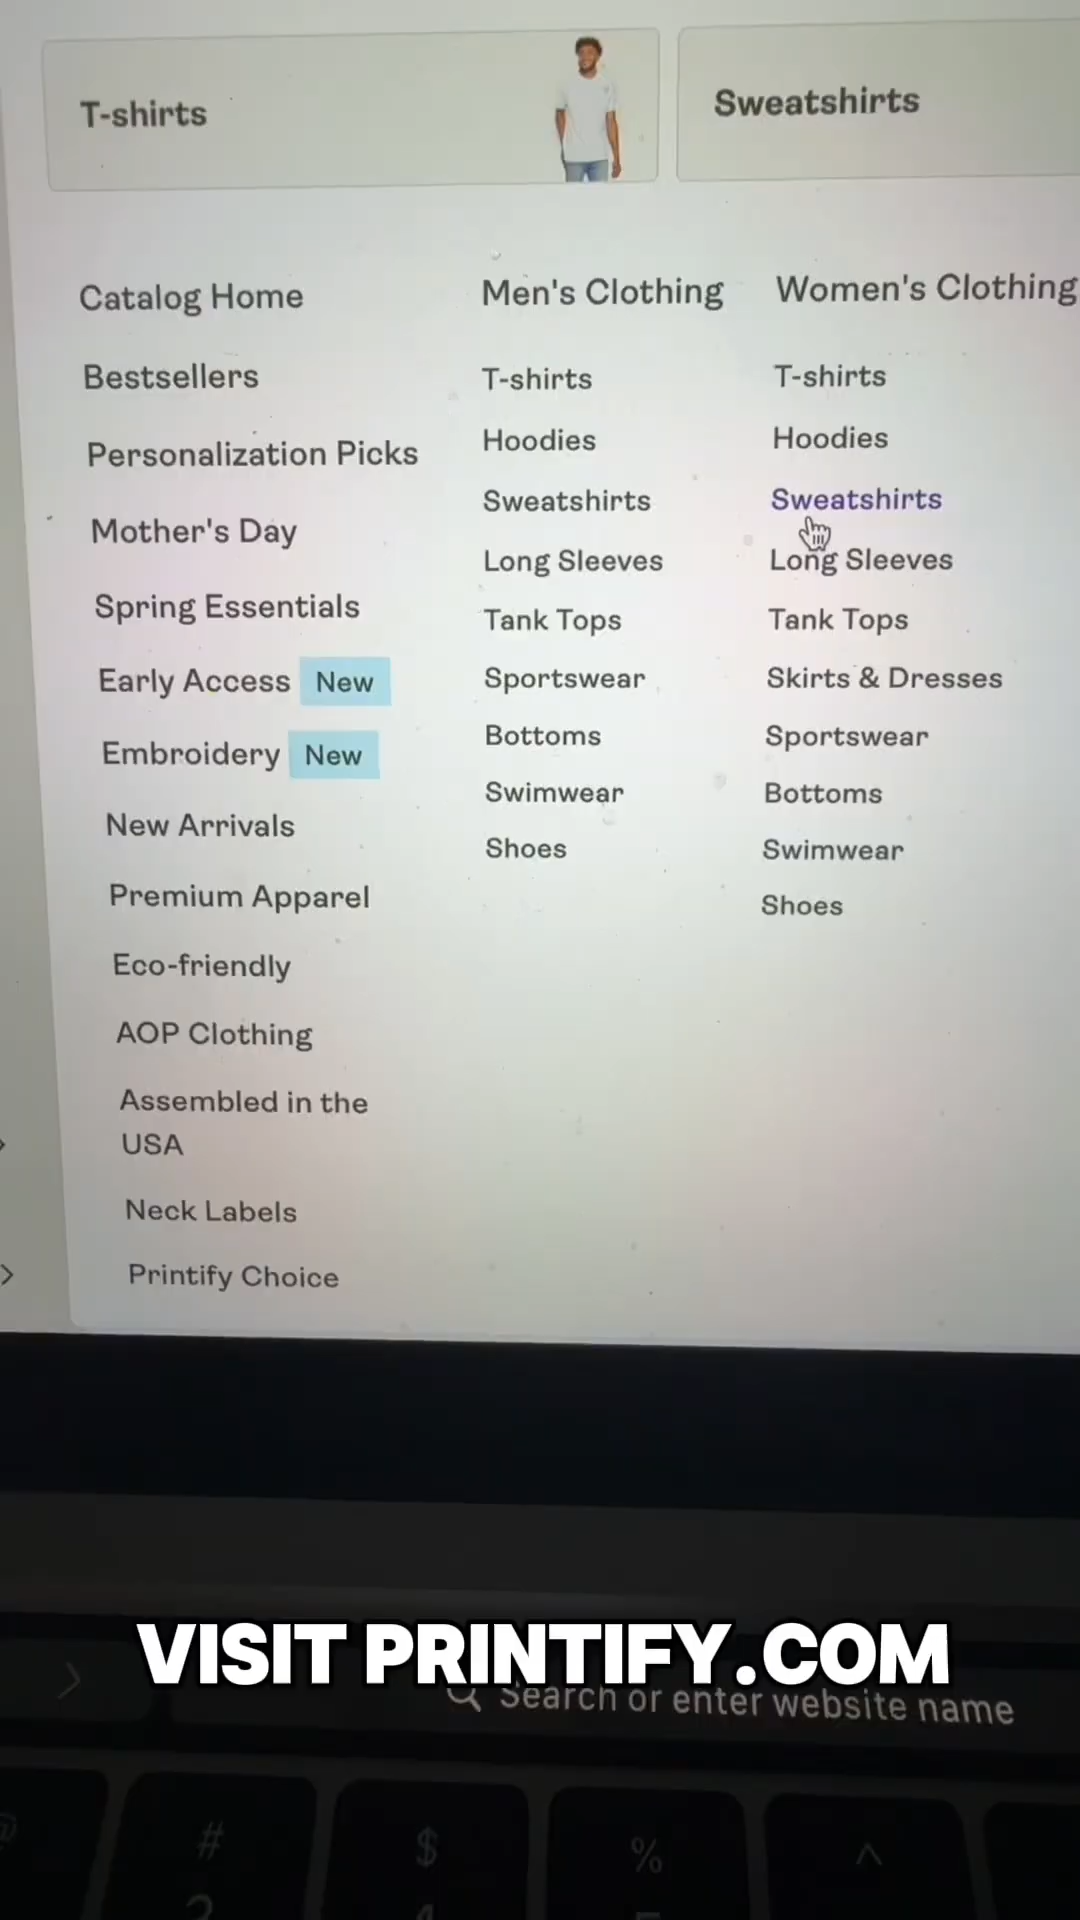 T-shirts
Sweatshirts
Catalog Home
Bestsellers
Personalization Picks
Mother's Day
Spring Essentials
Early Access New
Embroidery New
New Arrivals
Premium Apparel
Eco-friendly
AOP Clothing
Assembled in the
USA
Neck Labels
Printify Choice
Men's Clothing
T-shirts
Hoodies
Sweatshirts
Long Sleeves
Tank Tops
Sportswear
Bottoms
Swimwear
Shoes
Women's Clothing
T-shirts
Hoodies
Sweatshirts
Long Sleeves
Tank Tops
Skirts & Dresses
Sportswear
Bottoms
Swimwear
Shoes
VISIT PRINTIFY.COM
Search or enter website name
# $ % ^